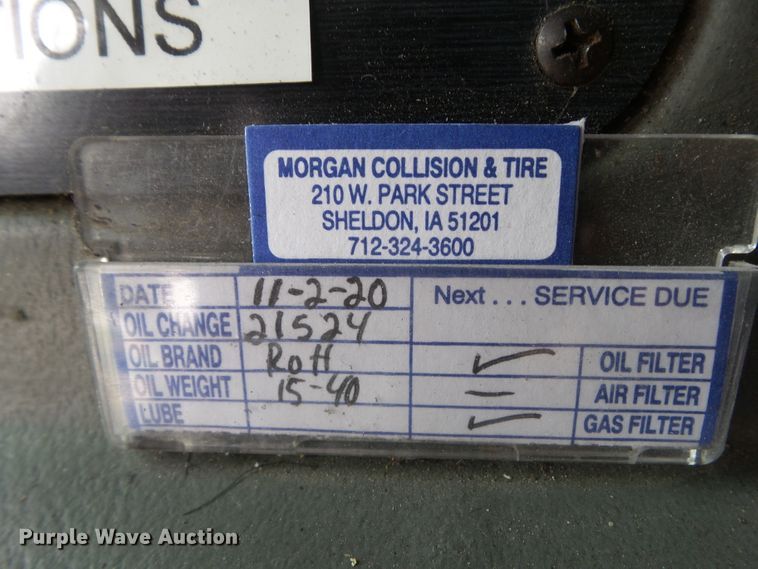 IONS
MORGAN COLLISION & TIRE
210 W. PARK STREET
SHELDON, IA 51201
712-324-3600
DATE 11-2-20 Next . . . SERVICE DUE
OIL CHANGE 21524
OIL BRAND Rott OIL FILTER
OIL WEIGHT 15-40 AIR FILTER
LUBE GAS FILTER
Purple Wave Auction